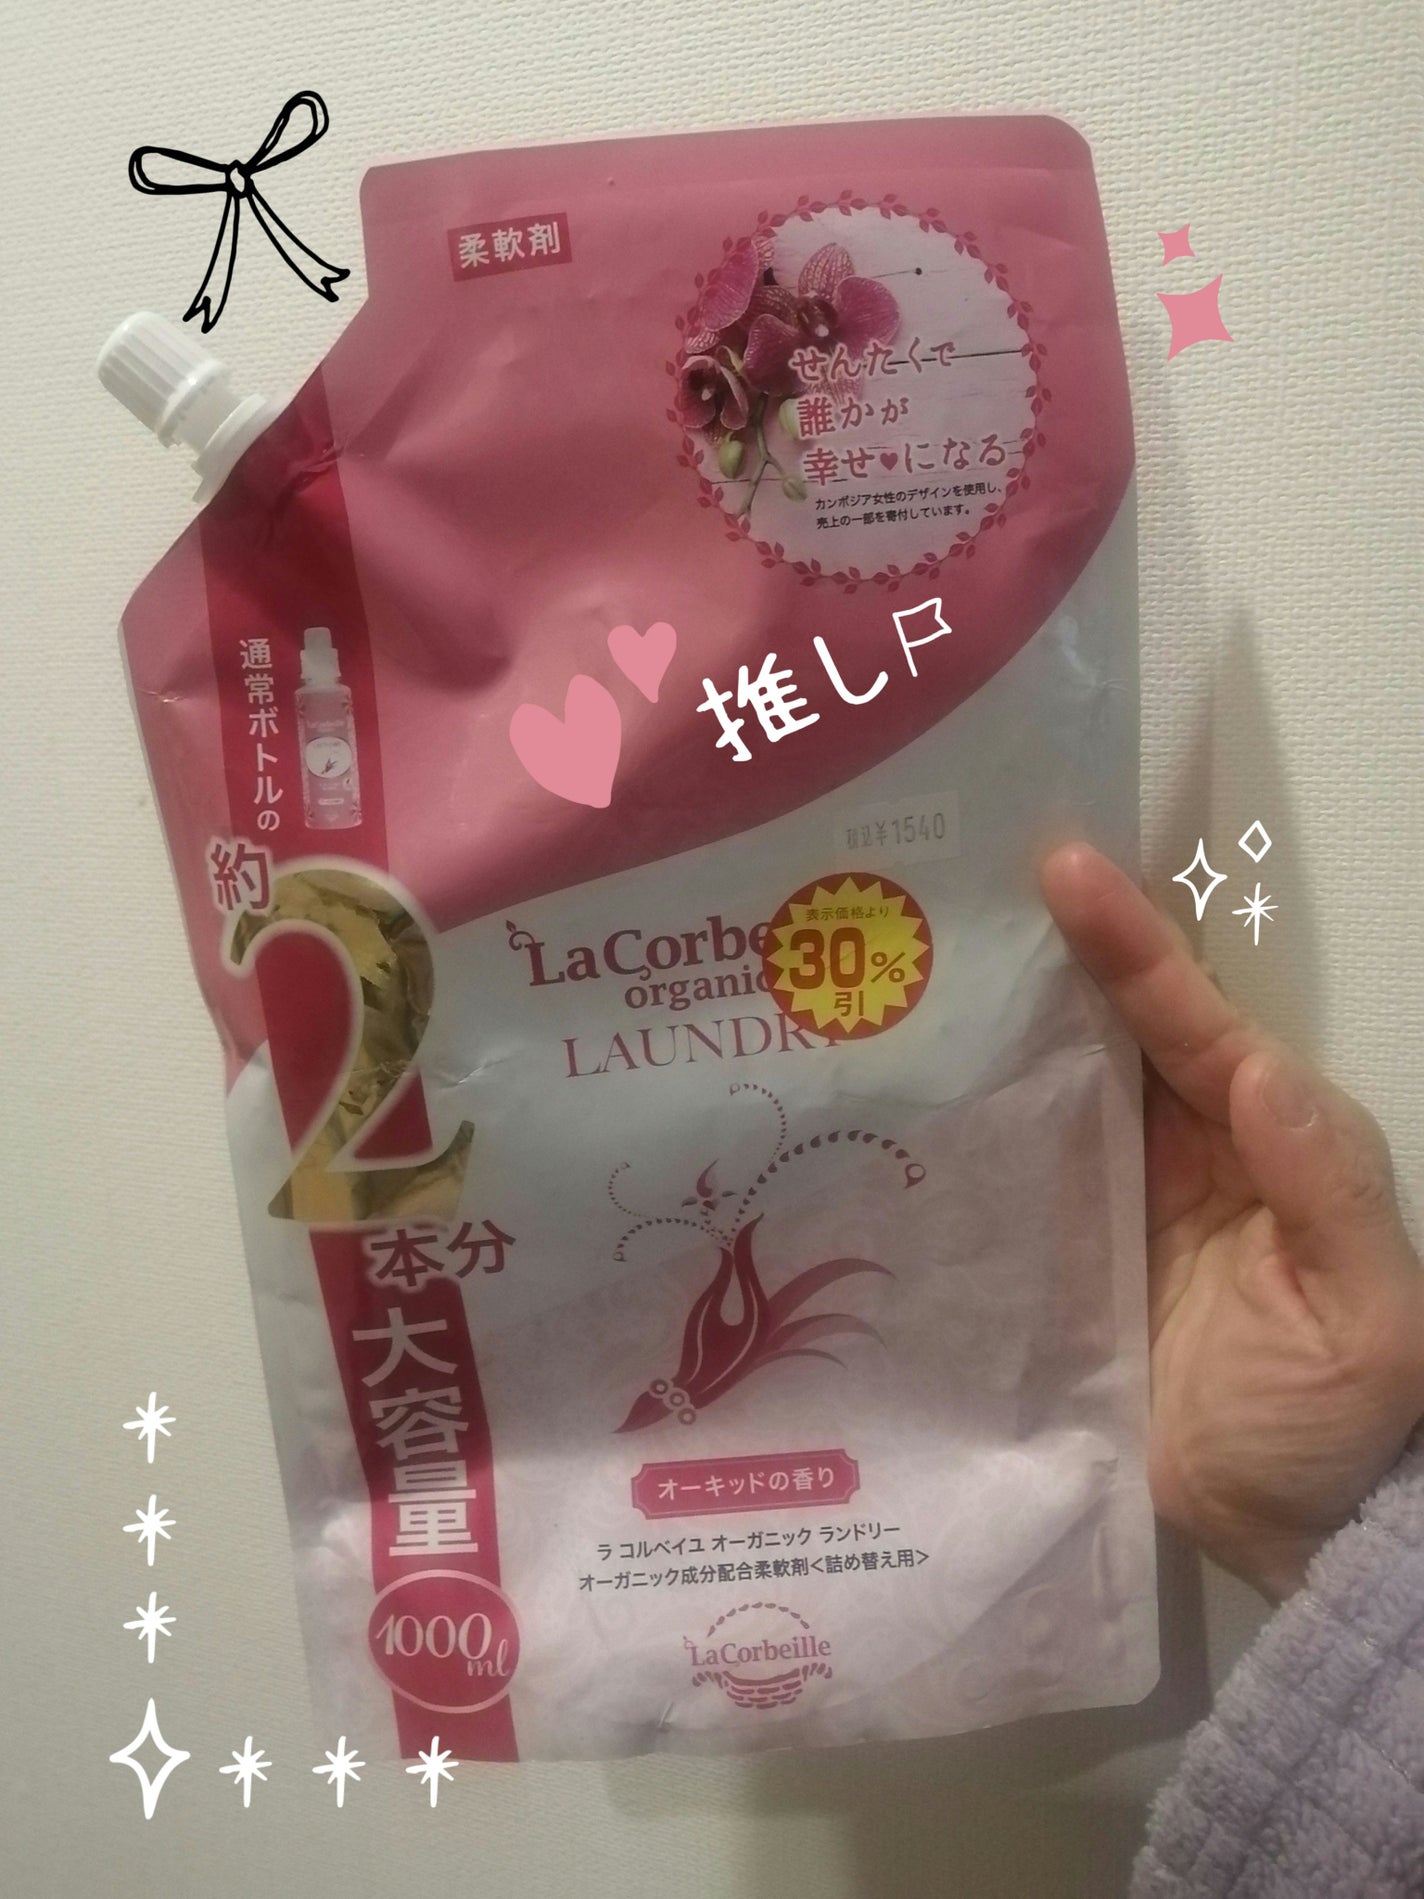 柔軟剤
せんたくで
誰かが
幸せ♥になる
カンボジア女性のデザインを使用し、
売上の一部を寄付しています。
推し
通常ボトルの
約
2
本分
大容量
1000ml
税込¥1540
表示価格より
30%
引
LaCorbe
organic
LAUNDRY
オーキッドの香り
ラ コルベイユ オーガニック ランドリー
オーガニック成分配合柔軟剤<詰め替え用>
LaCorbeille